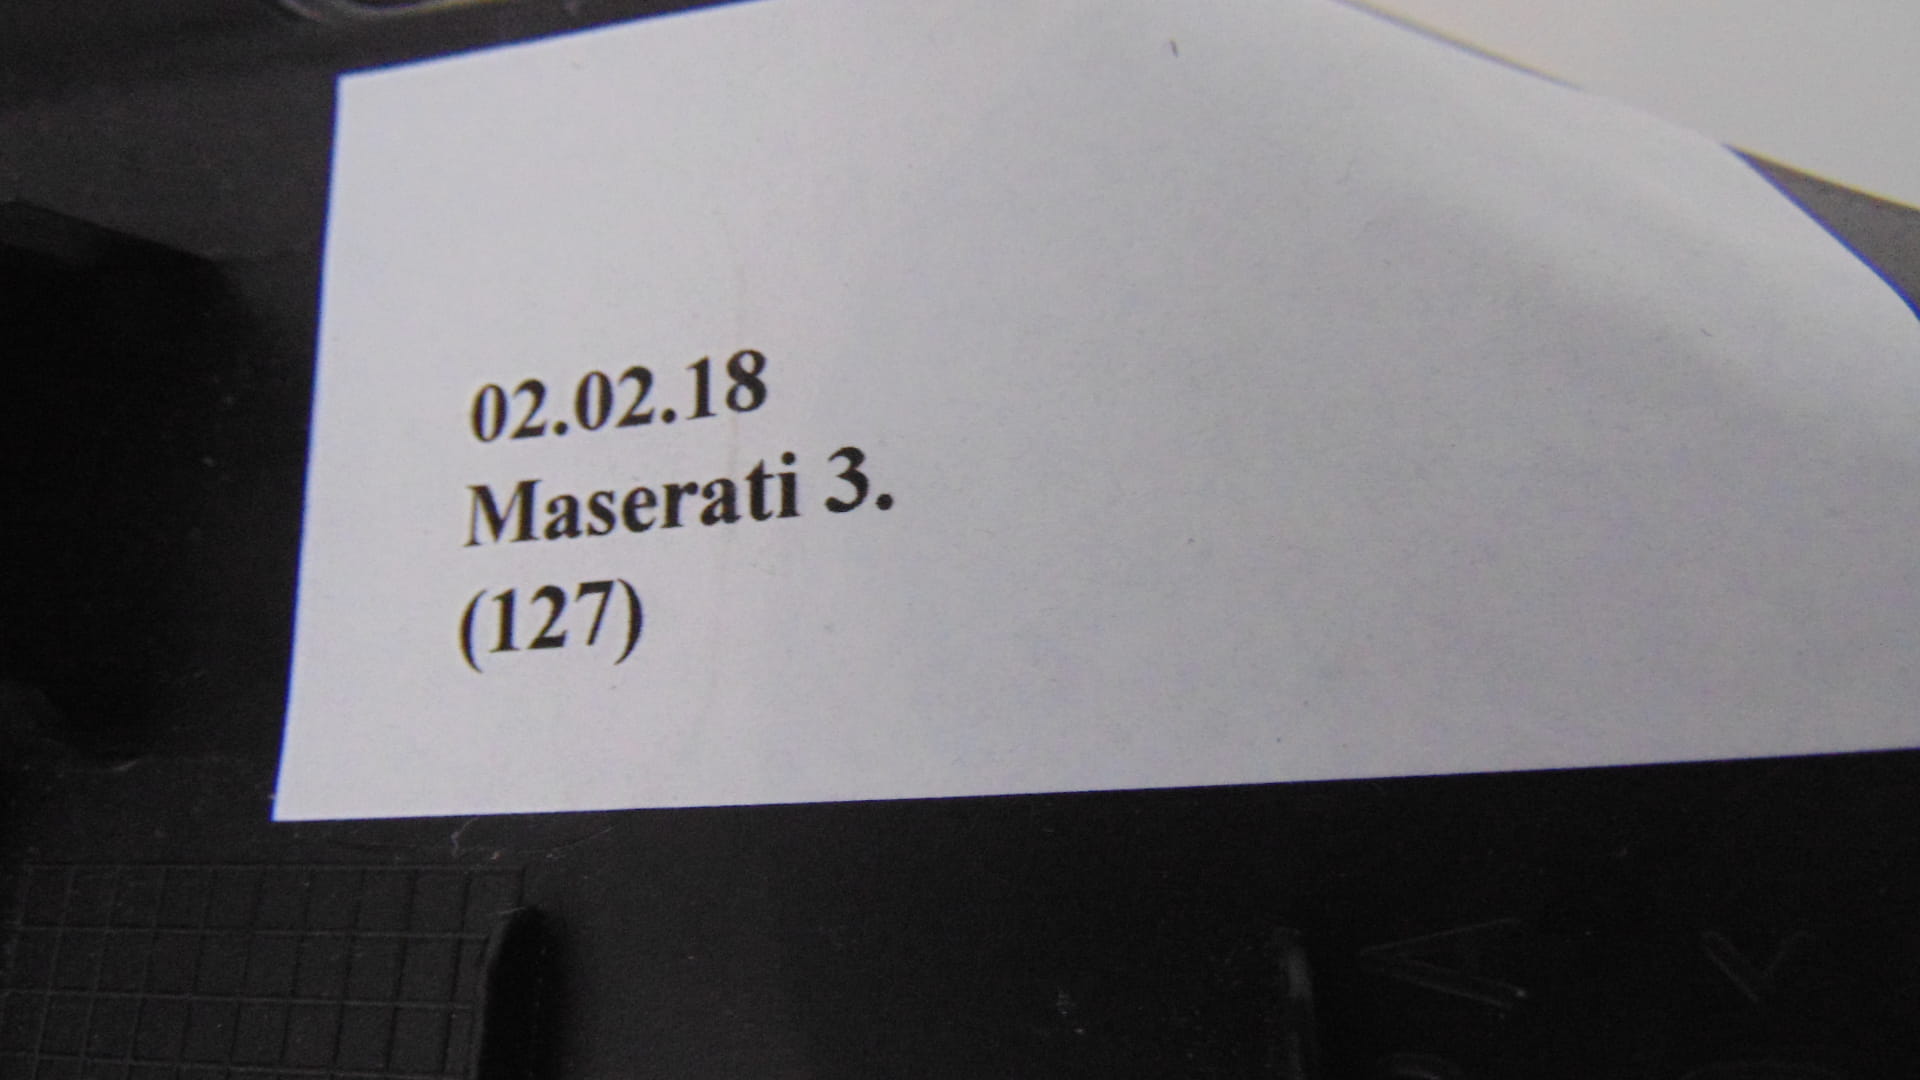 02.02.18
Maserati 3.
(127)